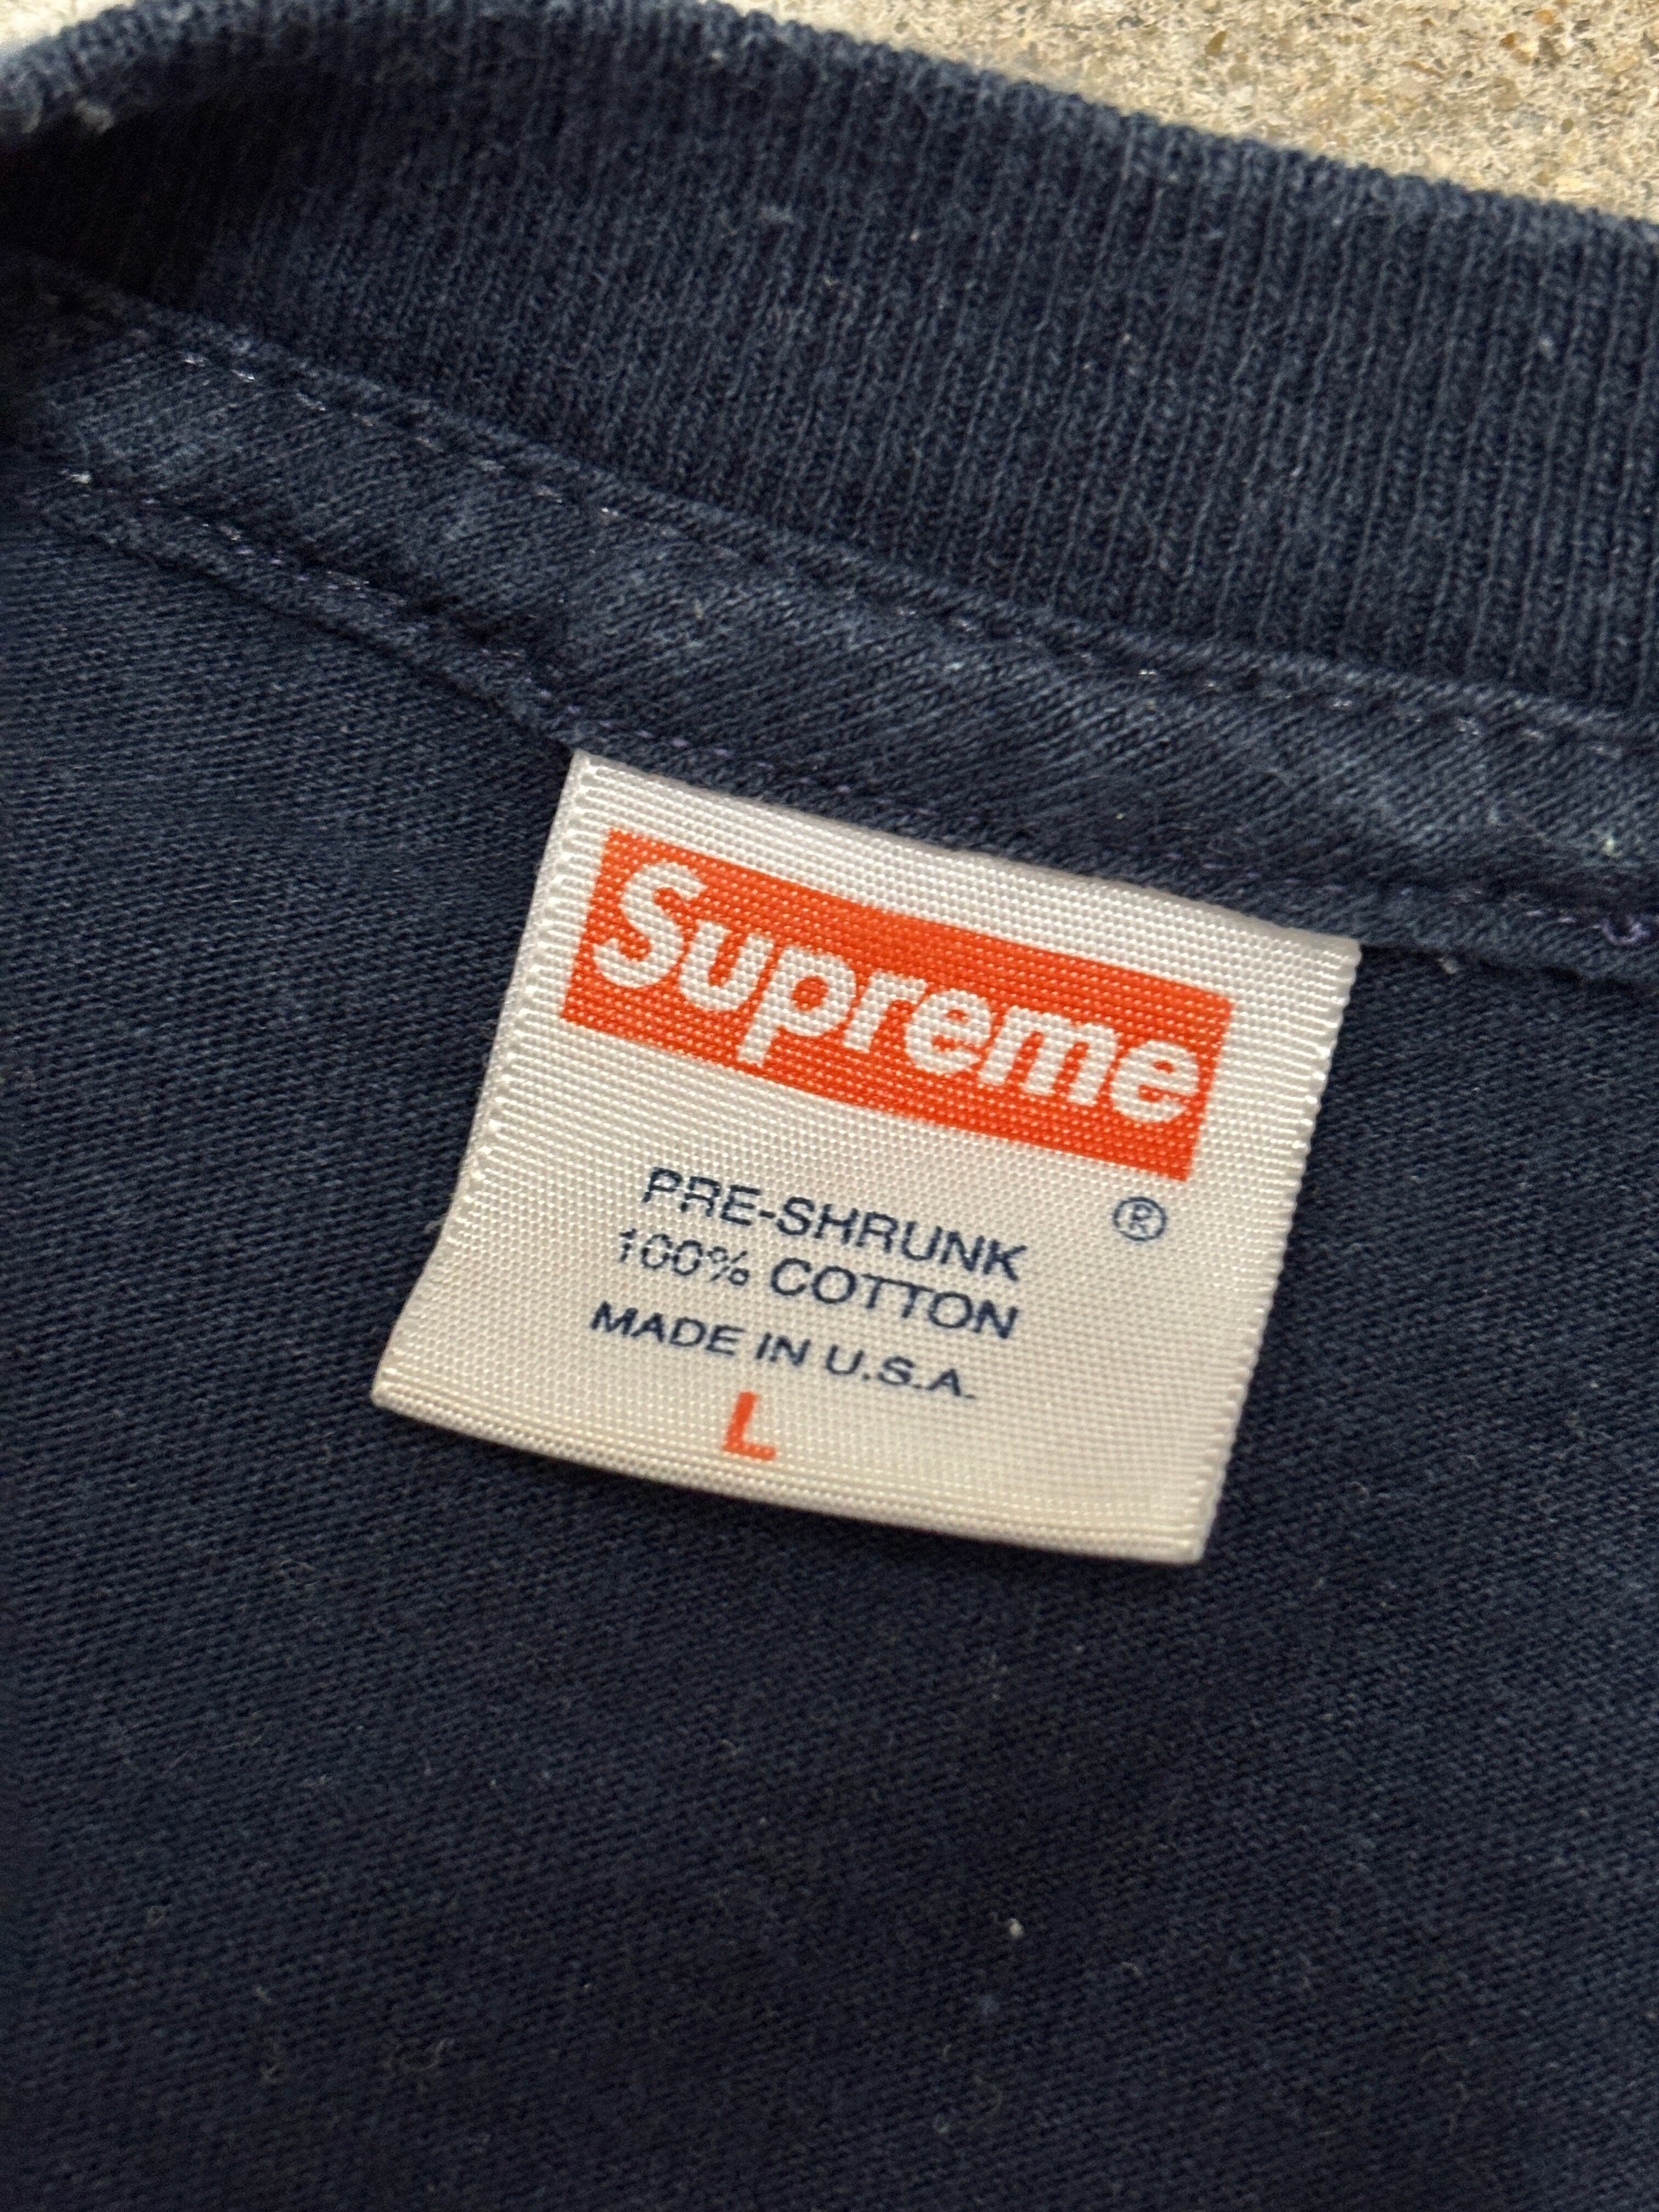 Supreme
®
PRE-SHRUNK
100% COTTON
MADE IN U.S.A.
L